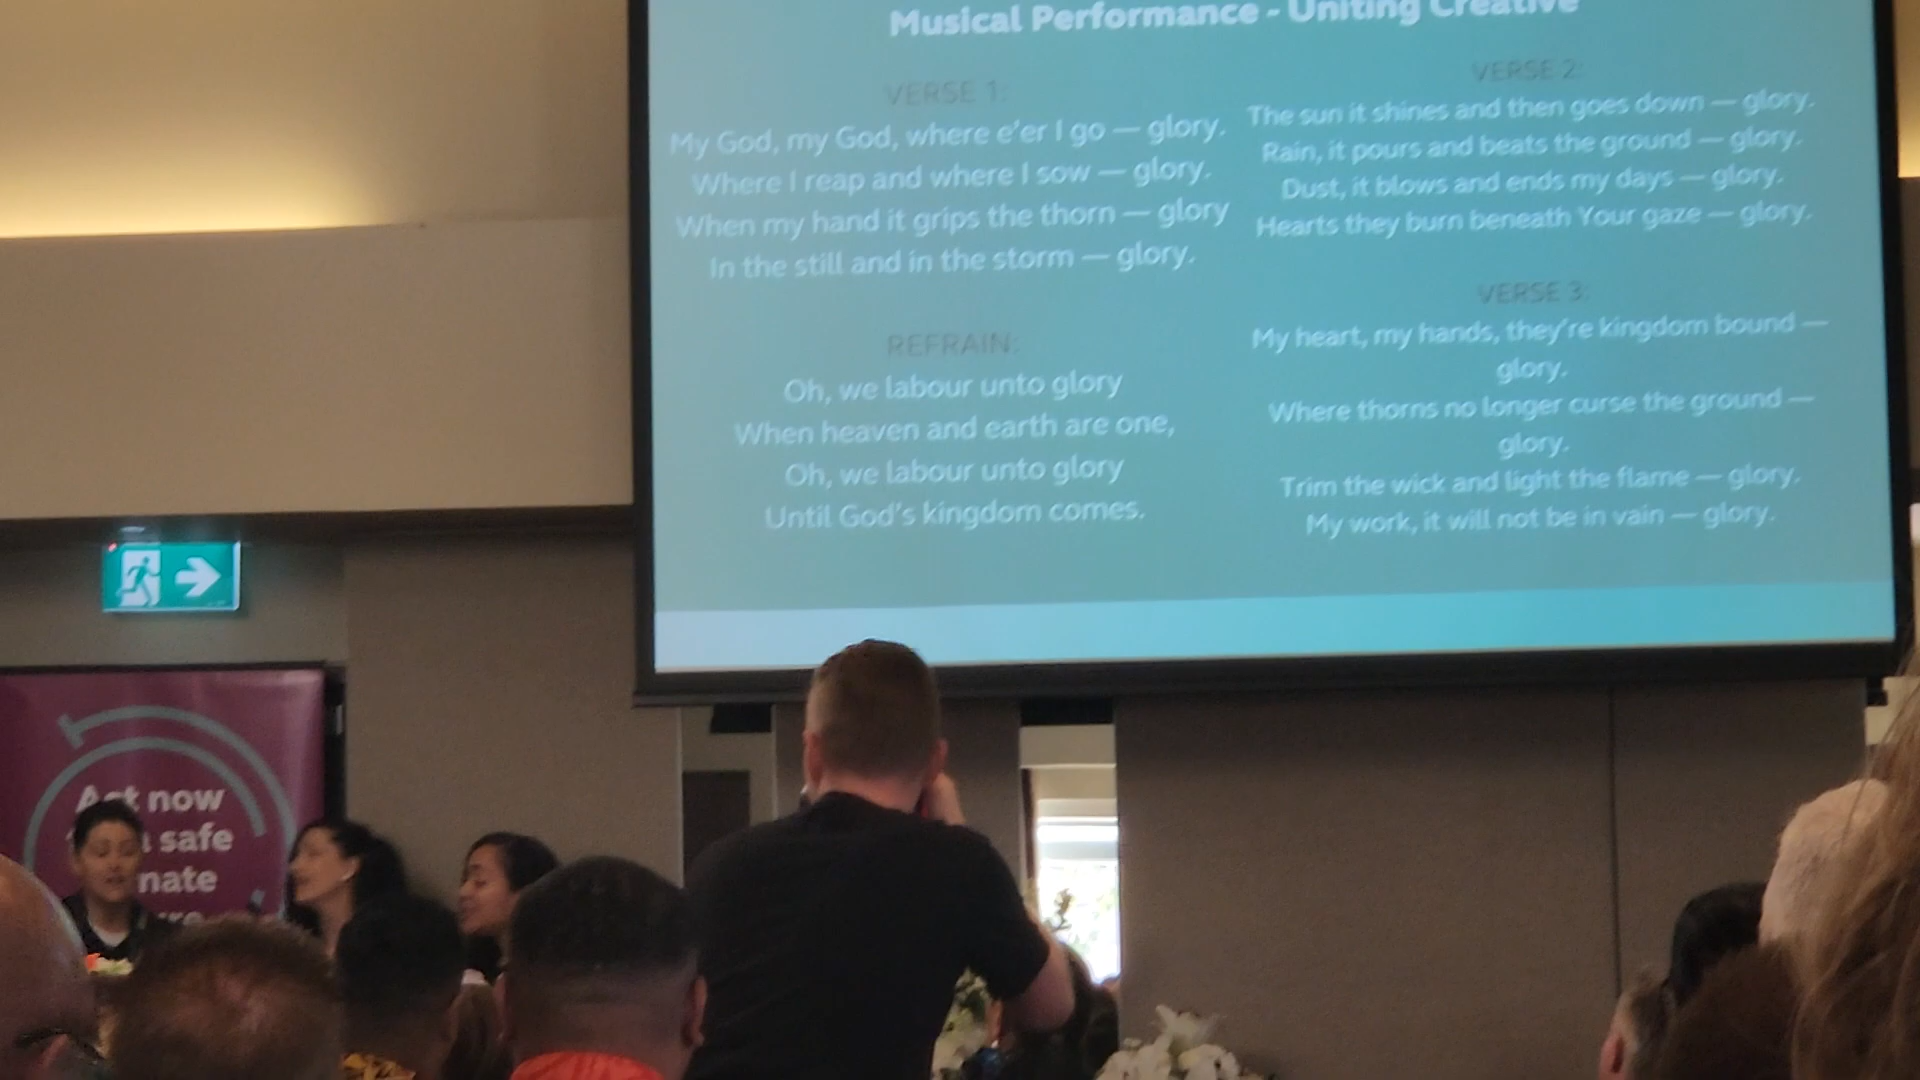 Musical Performance - Uniting Creative
VERSE 1:
My God, my God, where e'er I go — glory.
Where I reap and where I sow — glory.
When my hand it grips the thorn — glory
In the still and in the storm — glory.
REFRAIN:
Oh, we labour unto glory
When heaven and earth are one,
Oh, we labour unto glory
Until God's kingdom comes.
VERSE 2:
The sun it shines and then goes down — glory.
Rain, it pours and beats the ground — glory.
Dust, it blows and ends my days — glory.
Hearts they burn beneath Your gaze — glory.
VERSE 3:
My heart, my hands, they're kingdom bound —
glory.
Where thorns no longer curse the ground —
glory.
Trim the wick and light the flame — glory.
My work, it will not be in vain — glory.
Act now
safe